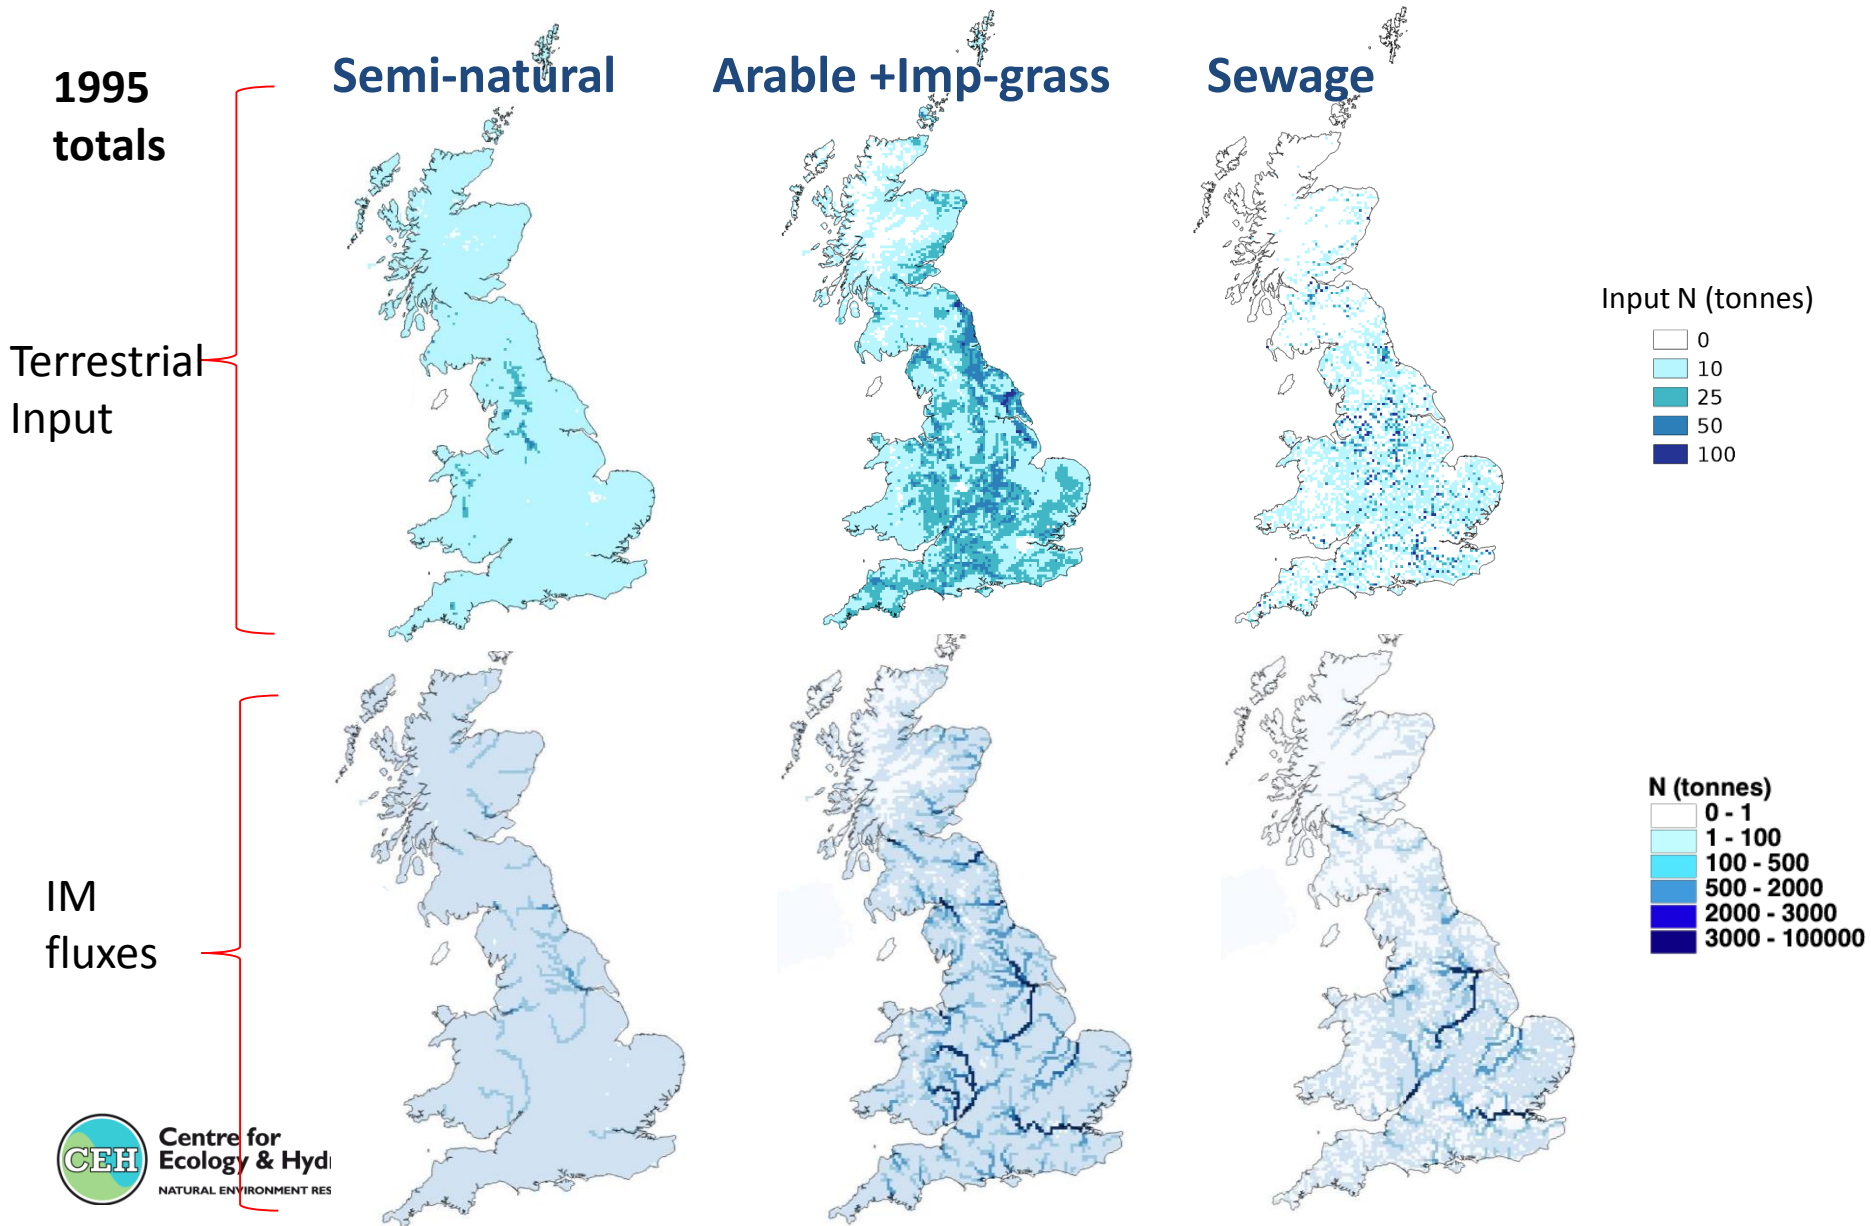 1995
totals
Semi-natural
Arable +Imp-grass
Sewage
Terrestrial
Input
Input N (tonnes)
0
10
25
50
100
IM
fluxes
N (tonnes)
0 - 1
1 - 100
100 - 500
500 - 2000
2000 - 3000
3000 - 100000
CEH
Centre for
Ecology &
NATURAL ENVIRONMENT